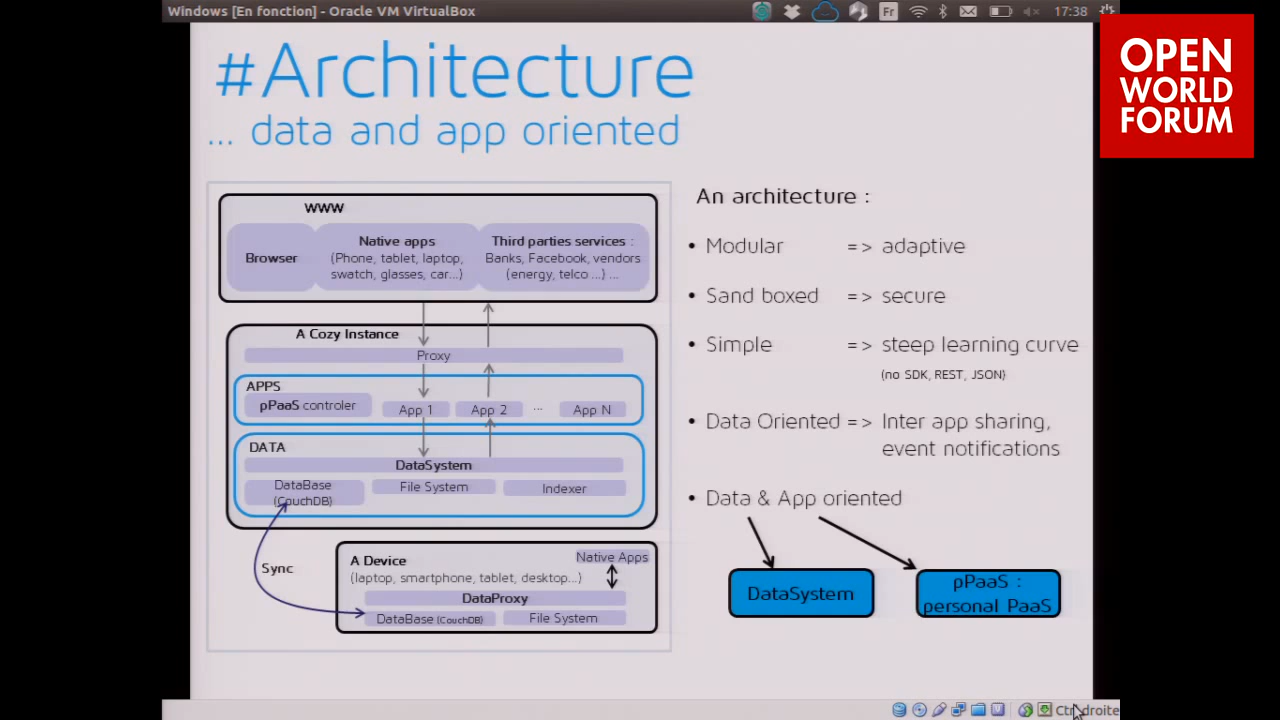 Windows [En fonction] - Oracle VM VirtualBox
Fr
17:38
OPEN
WORLD
FORUM
#Architecture
... data and app oriented
WWW
Browser
Native apps
(Phone, tablet, laptop,
swatch, glasses, car...)
Third parties services :
Banks, Facebook, vendors
(energy, telco ...) ...
A Cozy Instance
Proxy
APPS
pPaaS controler
App 1
App 2
...
App N
DATA
DataSystem
DataBase
(CouchDB)
File System
Indexer
Sync
A Device
(laptop, smartphone, tablet, desktop...)
Native Apps
DataProxy
DataBase (CouchDB)
File System
An architecture :
• Modular => adaptive
• Sand boxed => secure
• Simple => steep learning curve
(no SDK, REST, JSON)
• Data Oriented => Inter app sharing,
event notifications
• Data & App oriented
DataSystem
pPaaS :
personal PaaS
Ctrl droite